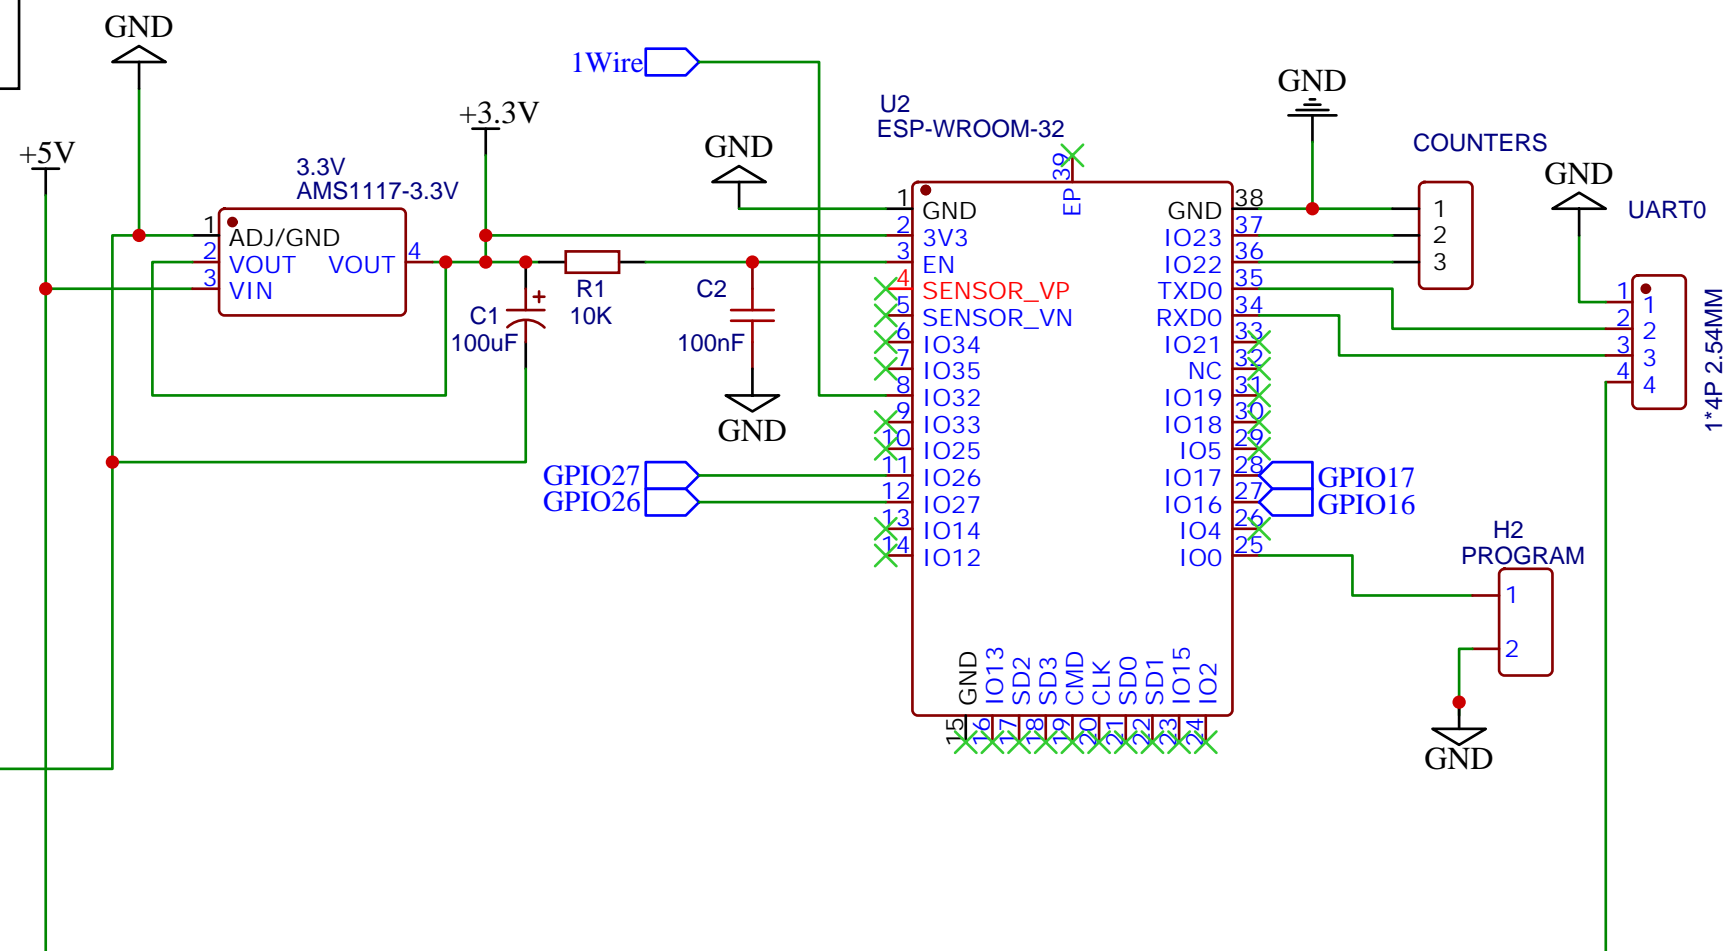 GND
+5V
3.3V
AMS1117-3.3V
1
ADJ/GND
2
VOUT
VOUT
4
3
VIN
+3.3V
1Wire
C1
100uF
R1
10K
C2
100nF
GND
GND
GPIO27
GPIO26
U2
ESP-WROOM-32
39
EP
1
GND
2
3V3
3
EN
4
SENSOR_VP
5
SENSOR_VN
6
IO34
7
IO35
8
IO32
9
IO33
10
IO25
11
IO26
12
IO27
13
IO14
14
IO12
GND
38
IO23
37
IO22
36
TXD0
35
RXD0
34
IO21
33
NC
32
IO19
31
IO18
30
IO5
29
IO17
28
IO16
27
IO4
26
IO0
25
GND
IO13
SD2
SD3
CMD
CLK
SD0
SD1
IO15
IO2
15
16
17
18
19
20
21
22
23
24
GND
COUNTERS
1
2
3
GND
UART0
1
1
2
2
3
3
4
4
1*4P 2.54MM
GPIO17
GPIO16
H2
PROGRAM
1
2
GND